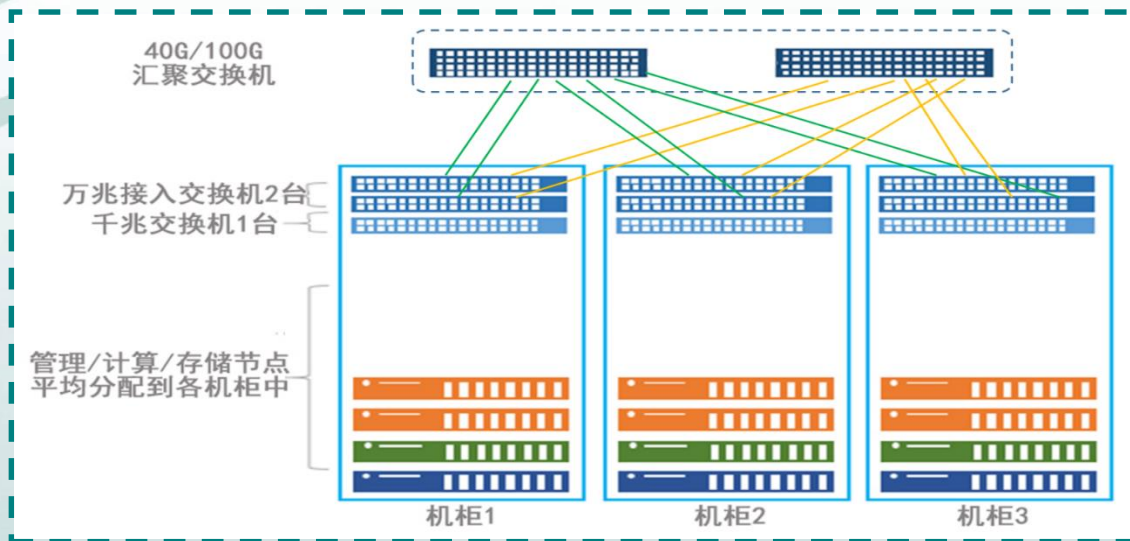 40G/100G
汇聚交换机
万兆接入交换机2台
千兆交换机1台
管理/计算/存储节点
平均分配到各机柜中
机柜1
机柜2
机柜3